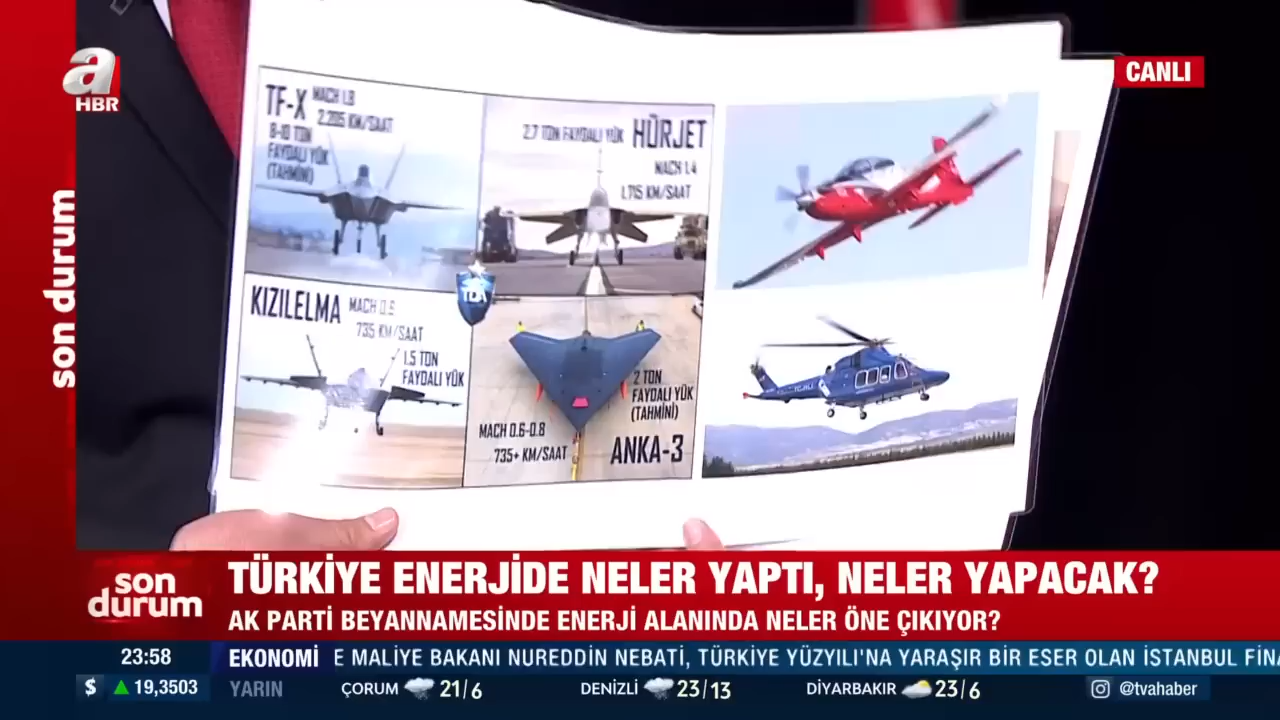 a
HBR
CANLI
son durum
TF-X
MACH 1.8
2.205 KM/SAAT
8-10 TON
FAYDALI YÜK
(TAHMİNİ)
2.7 TON FAYDALI YÜK
HÜRJET
MACH 1.4
1.715 KM/SAAT
KIZILELMA
MACH 0.6
735 KM/SAAT
1.5 TON
FAYDALI YÜK
2 TON
FAYDALI YÜK
(TAHMİNİ)
MACH 0.6-0.8
735+ KM/SAAT
ANKA-3
son
durum
TÜRKİYE ENERJİDE NELER YAPTI, NELER YAPACAK?
AK PARTİ BEYANNAMESİNDE ENERJİ ALANINDA NELER ÖNE ÇIKIYOR?
23:58
EKONOMİ
E MALİYE BAKANI NUREDDİN NEBATİ, TÜRKİYE YÜZYILI'NA YARAŞIR BİR ESER OLAN İSTANBUL FİNA
$ ▲ 19,3503
YARIN
ÇORUM 21/6
DENİZLİ 23/13
DİYARBAKIR 23/6
@tvahaber